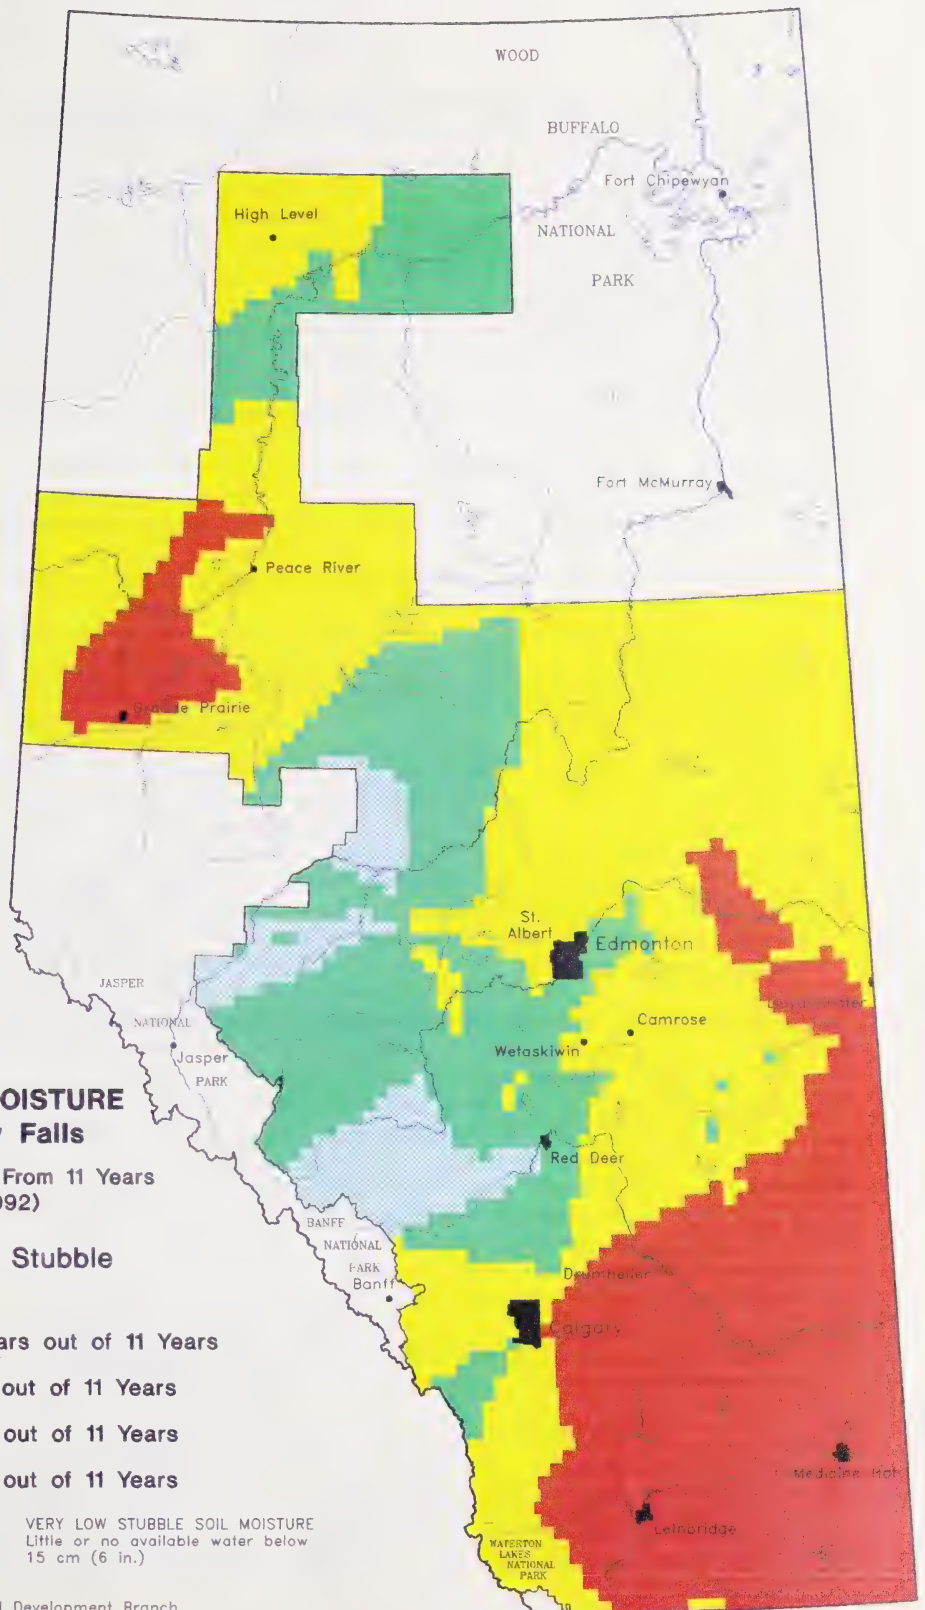 WOOD
BUFFALO
Fort Chipewyan
High Level
NATIONAL
PARK
Fort McMurray
Peace River
Grande Prairie
St.
Albert
Edmonton
JASPER
NATIONAL
Jasper
PARK
Camrose
Wetaskiwin
Red Deer
BANFF
NATIONAL
PARK
Banff
Drumheller
Calgary
Medicine Hat
Lethbridge
WATERTON
LAKES
NATIONAL
PARK
OISTURE
Falls
From 11 Years
992)
Stubble
ars out of 11 Years
out of 11 Years
out of 11 Years
out of 11 Years
VERY LOW STUBBLE SOIL MOISTURE
Little or no available water below
15 cm (6 in.)
Development Branch